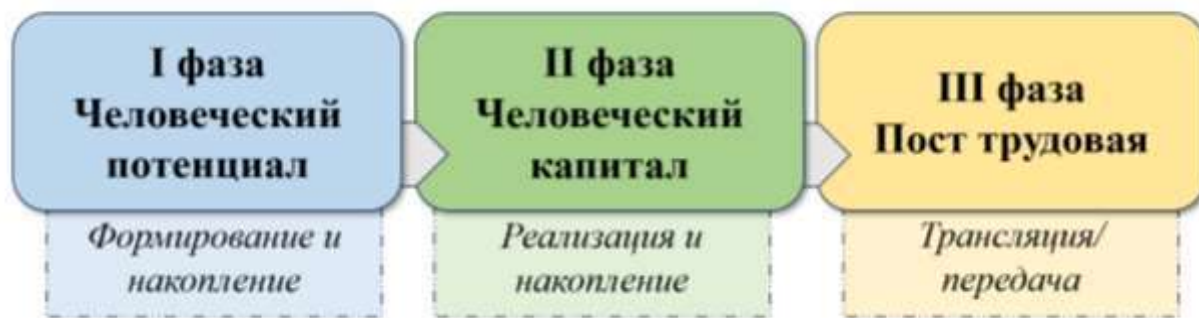 I фаза
Человеческий
потенциал
Формирование и
накопление
II фаза
Человеческий
капитал
Реализация и
накопление
III фаза
Пост трудовая
Трансляция/
передача